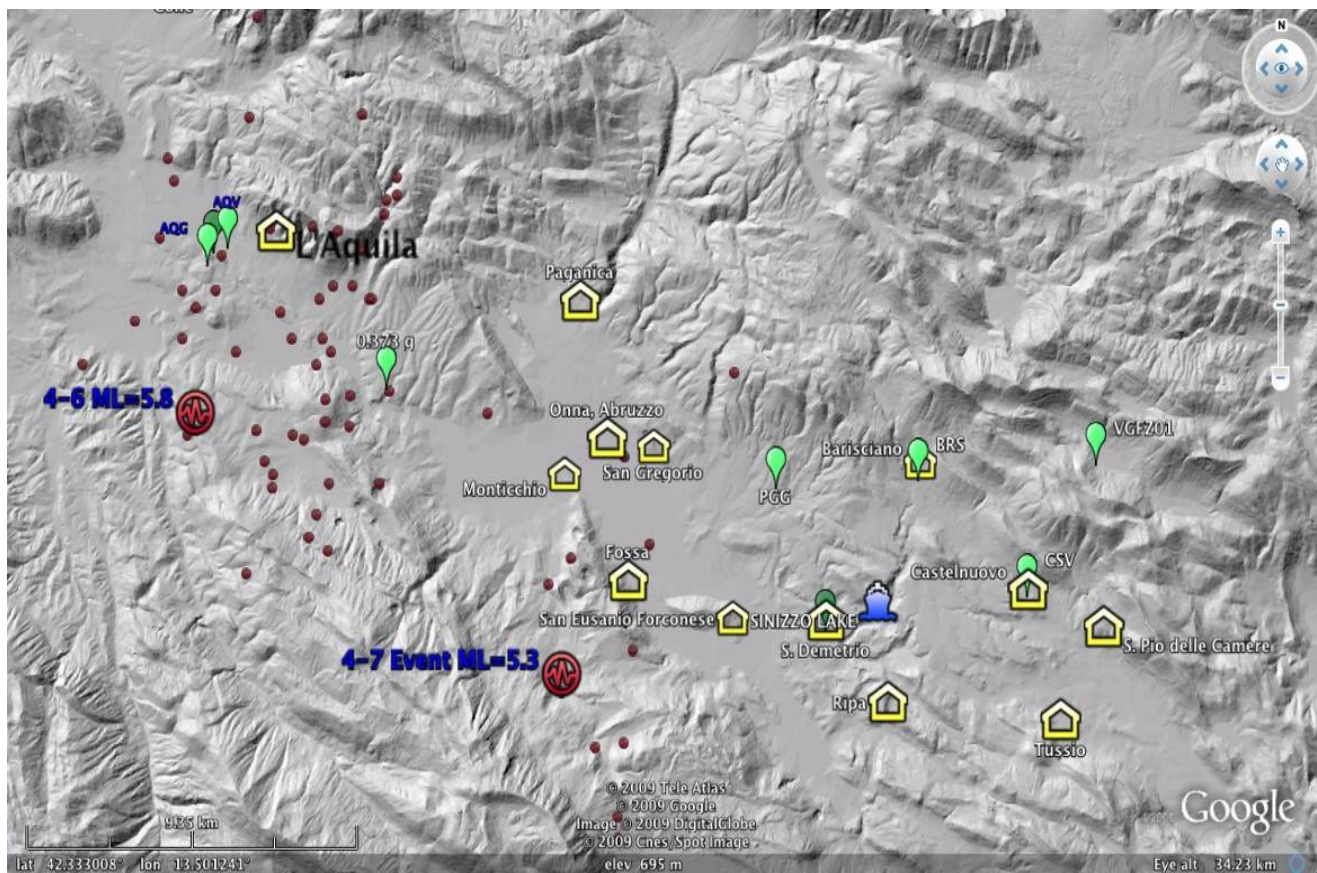 N
AQV
AQG
L'Aquila
Paganica
0.373 g
4-6 ML=5.8
Onna, Abruzzo
San Gregorio
Monticchio
PGG
Barisciano
BRS
VGFZ01
Fossa
Castelnuovo
CSV
San Eusanio Forconese
SINIZZO LAKE
S. Demetrio
S. Pio delle Camere
4-7 Event ML=5.3
Ripa
Tussio
© 2009 Tele Atlas
© 2009 Google
Image © 2009 DigitalGlobe
© 2009 Cnes/Spot Image
Google
9.35 km
lat 42.333008° lon 13.501241° elev 695 m Eye alt 34.23 km